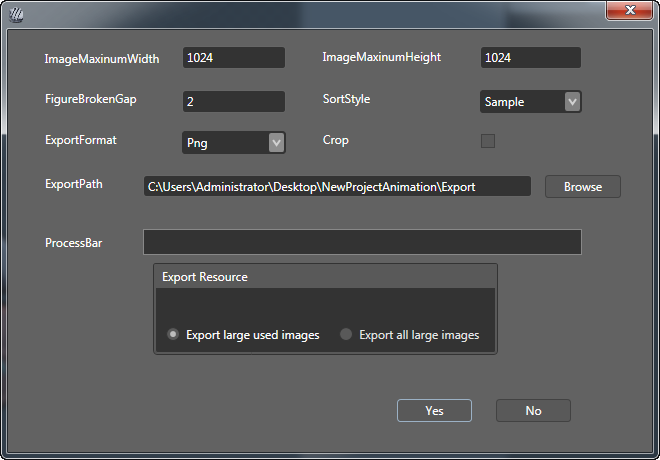 ImageMaxinumWidth 1024 ImageMaxinumHeight 1024
FigureBrokenGap 2 SortStyle Sample
ExportFormat Png Crop
ExportPath C:\Users\Administrator\Desktop\NewProjectAnimation\Export Browse
ProcessBar
Export Resource
Export large used images Export all large images
Yes No